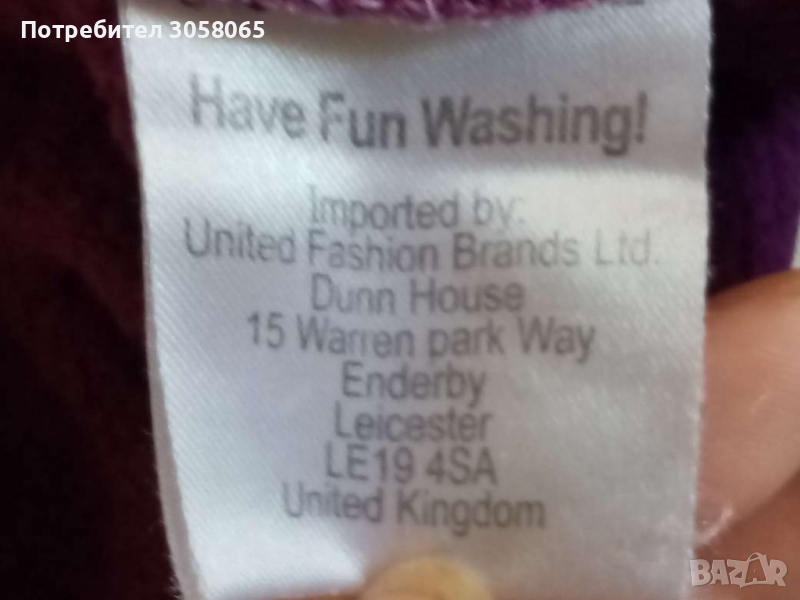 Потребител 3058065
Have Fun Washing!
Imported by:
United Fashion Brands Ltd.
Dunn House
15 Warren park Way
Enderby
Leicester
LE19 4SA
United Kingdom
BAZAR